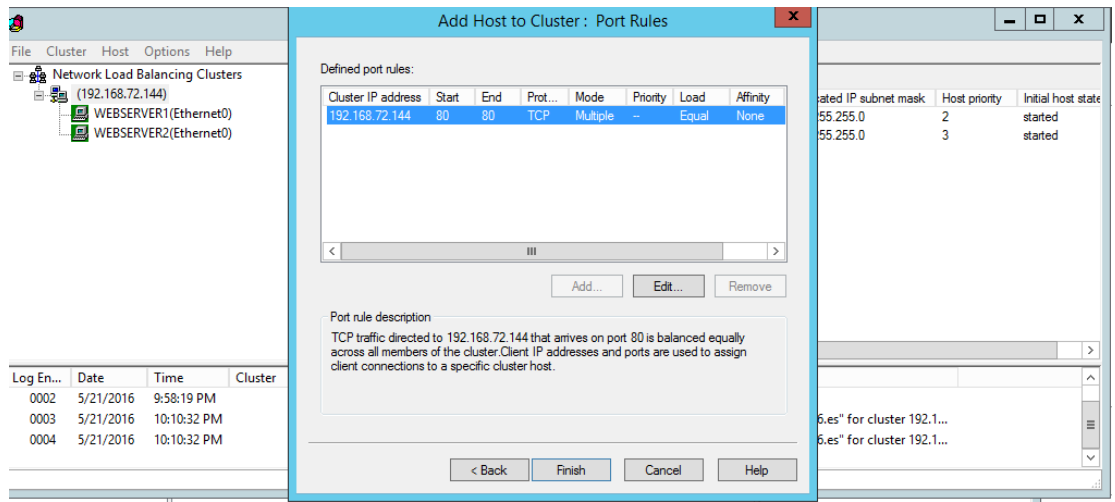 Add Host to Cluster : Port Rules
x
x
File Cluster Host Options Help
Network Load Balancing Clusters
(192.168.72.144)
WEBSERVER1(Ethernet0)
WEBSERVER2(Ethernet0)
Defined port rules:
Cluster IP address Start End Prot... Mode Priority Load Affinity
192.168.72.144 80 80 TCP Multiple -- Equal None
Add... Edit... Remove
Port rule description
TCP traffic directed to 192.168.72.144 that arrives on port 80 is balanced equally
across all members of the cluster.Client IP addresses and ports are used to assign
client connections to a specific cluster host.
< Back Finish Cancel Help
cated IP subnet mask Host priority Initial host state
55.255.0 2 started
55.255.0 3 started
Log En... Date Time Cluster
0002 5/21/2016 9:58:19 PM
0003 5/21/2016 10:10:32 PM 6.es" for cluster 192.1...
0004 5/21/2016 10:10:32 PM 6.es" for cluster 192.1...